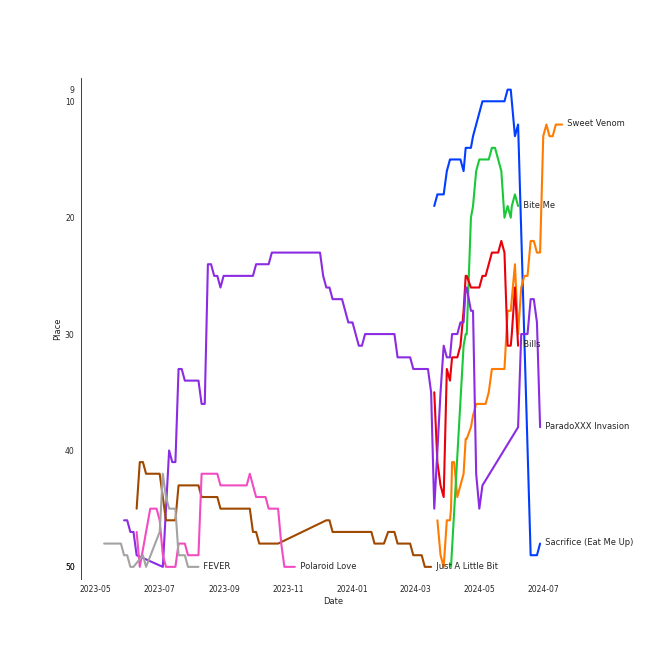 9
10
Sweet Venom
20
Bite Me
30
Bills
Place
ParadoXXX Invasion
40
Sacrifice (Eat Me Up)
50
FEVER
Polaroid Love
Just A Little Bit
2023-05
2023-07
2023-09
2023-11
2024-01
2024-03
2024-05
2024-07
Date